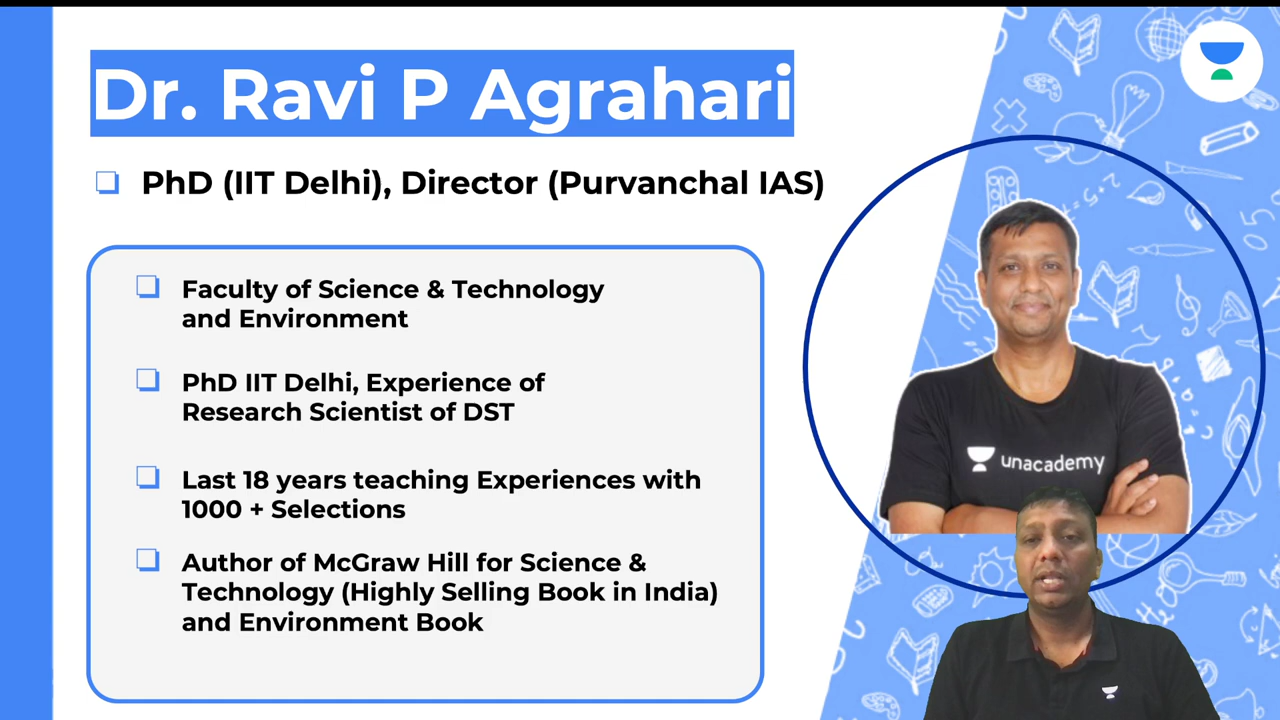 Dr. Ravi P Agrahari
PhD (IIT Delhi), Director (Purvanchal IAS)
Faculty of Science & Technology
and Environment
PhD IIT Delhi, Experience of
Research Scientist of DST
Last 18 years teaching Experiences with
1000 + Selections
Author of McGraw Hill for Science &
Technology (Highly Selling Book in India)
and Environment Book
unacademy